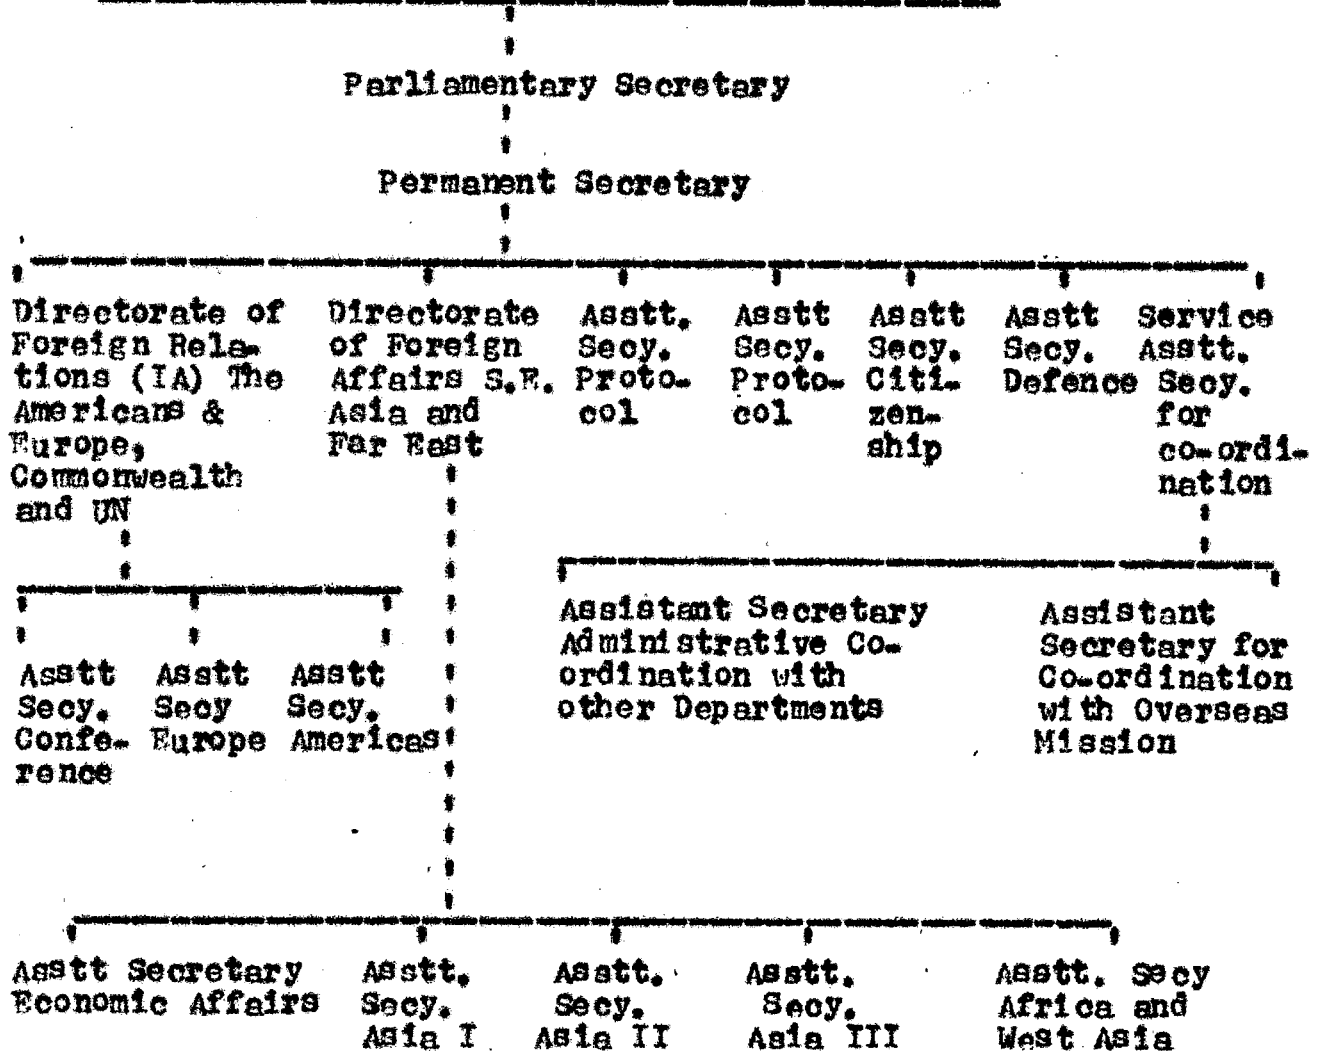 Parliamentary Secretary
Permanent Secretary
Directorate of
Foreign Rela-
tions (IA) The
Americans &
Europe,
Commonwealth
and UN
Directorate
of Foreign
Affairs S.E.
Asia and
Far East
Asstt.
Secy.
Proto-
col
Asstt
Secy.
Proto-
col
Asstt
Secy.
Citi-
zen-
ship
Asstt
Secy.
Defence
Service
Asstt.
Secy.
for
co-ordi-
nation
Asstt
Secy.
Confe-
rence
Asstt
Secy
Europe
Asstt
Secy.
Americas
Assistant Secretary
Administrative Co-
ordination with
other Departments
Assistant
Secretary for
Co-ordination
with Overseas
Mission
Asstt Secretary
Economic Affairs
Asstt.
Secy.
Asia I
Asstt.
Secy.
Asia II
Asstt.
Secy.
Asia III
Asstt. Secy
Africa and
West Asia